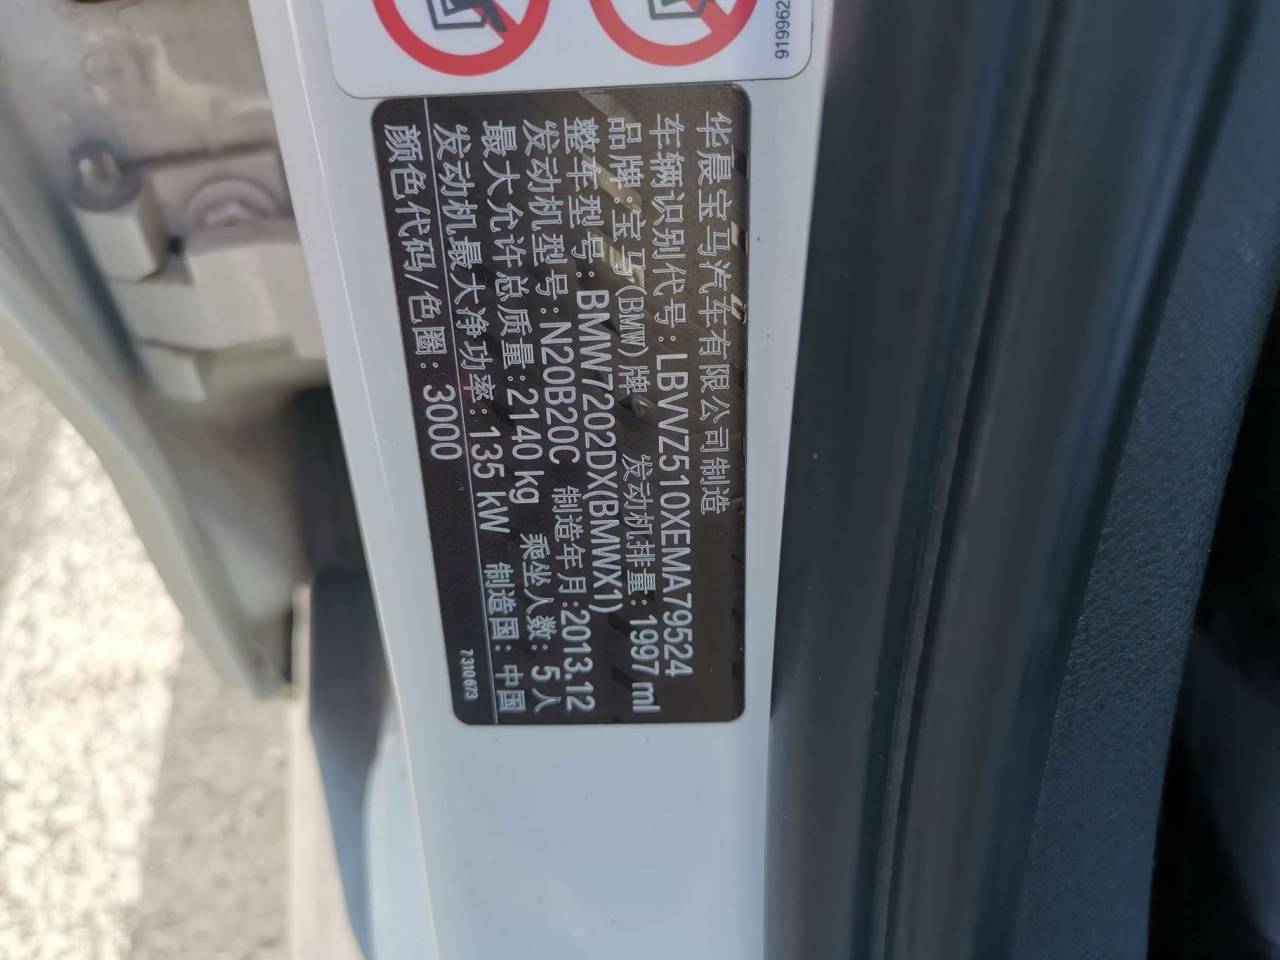 919962
华晨宝马汽车有限公司制造
车辆识别代号:LBVVZ510XEMA79524
品牌:宝马(BMW)牌 发动机排量:1997 ml
整车型号:BMW7202DX(BMWX1)
发动机型号:N20B20C 制造年月:2013.12
最大允许总质量:2140 kg 乘坐人数:5人
发动机最大净功率:135 kW 制造国:中国
颜色代码/色圈:3000 7310673